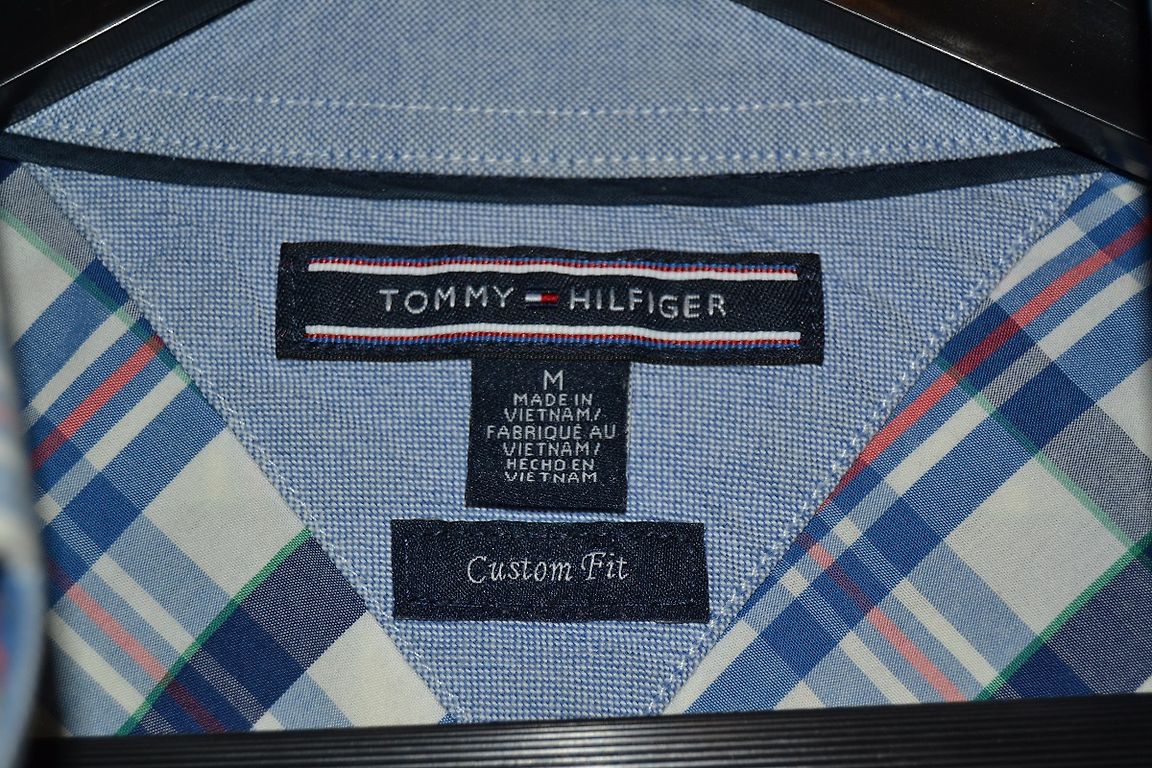 TOMMY HILFIGER
M
MADE IN
VIETNAM/
FABRIQUÉ AU
VIETNAM/
HECHO EN
VIETNAM
Custom Fit